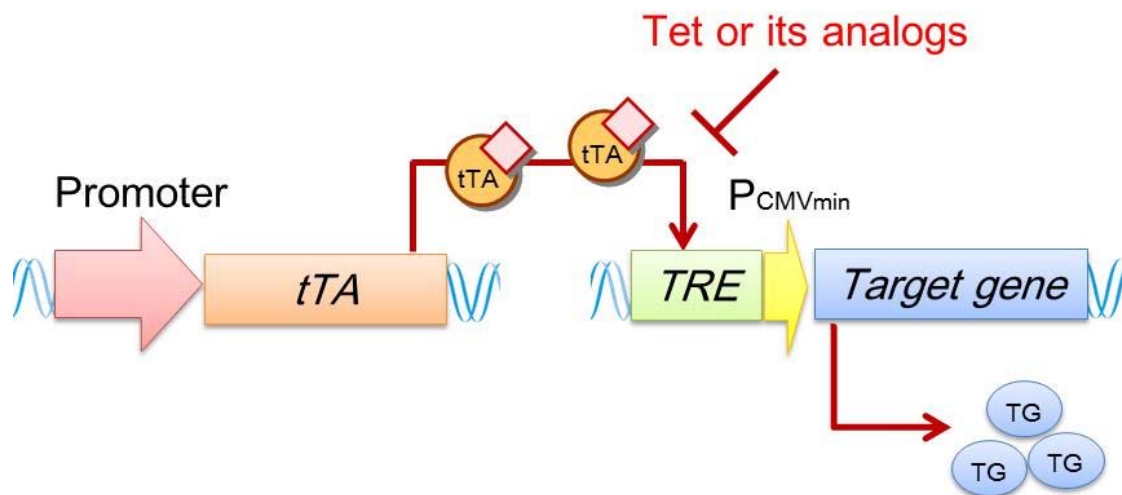 Tet or its analogs
tTA
tTA
Promoter
PCMVmin
tTA
TRE
Target gene
TG
TG
TG